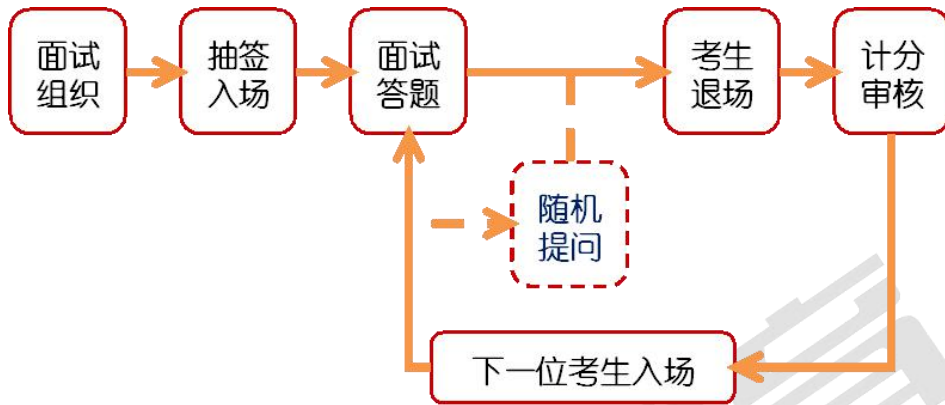 面试
组织
抽签
入场
面试
答题
考生
退场
计分
审核
随机
提问
下一位考生入场